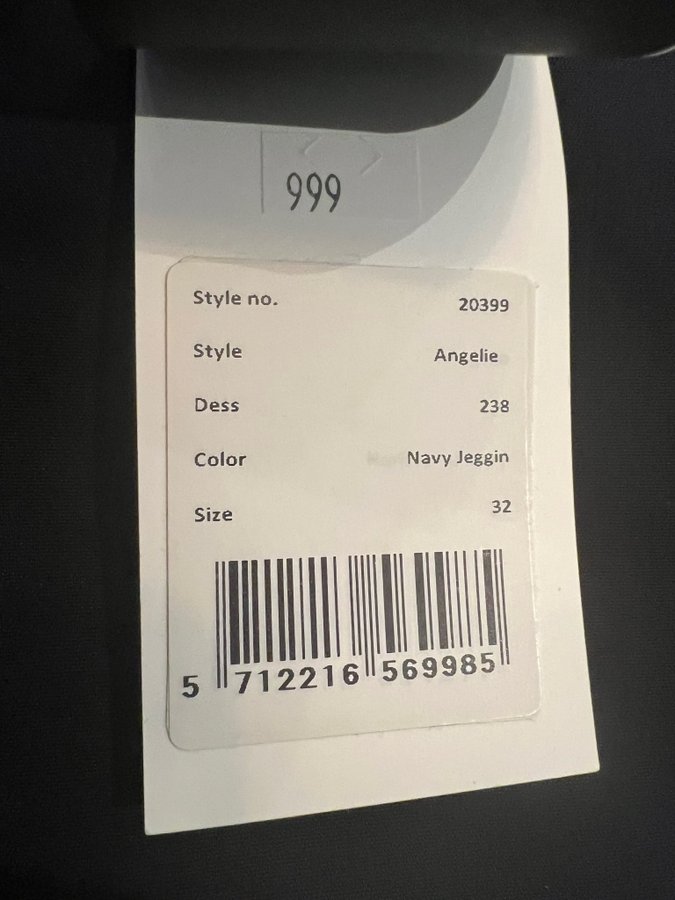 999
Style no. 20399
Style Angelie
Dess 238
Color Navy Jeggin
Size 32
5 712216 569985